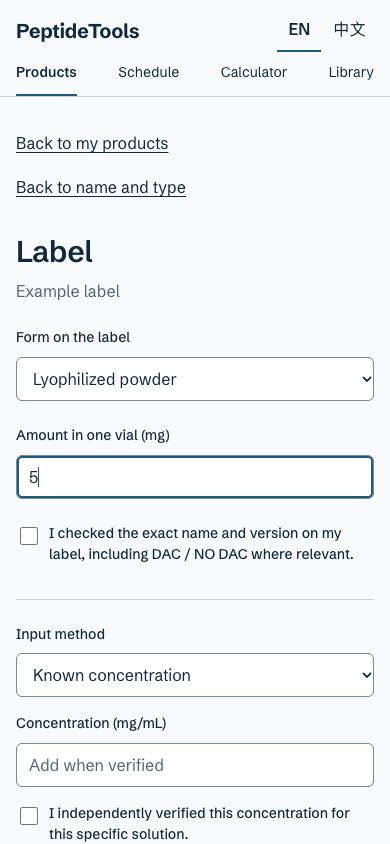 PeptideTools
EN 中文
Products Schedule Calculator Library
Back to my products
Back to name and type
Label
Example label
Form on the label
Lyophilized powder
Amount in one vial (mg)
5
I checked the exact name and version on my
label, including DAC / NO DAC where relevant.
Input method
Known concentration
Concentration (mg/mL)
Add when verified
I independently verified this concentration for
this specific solution.